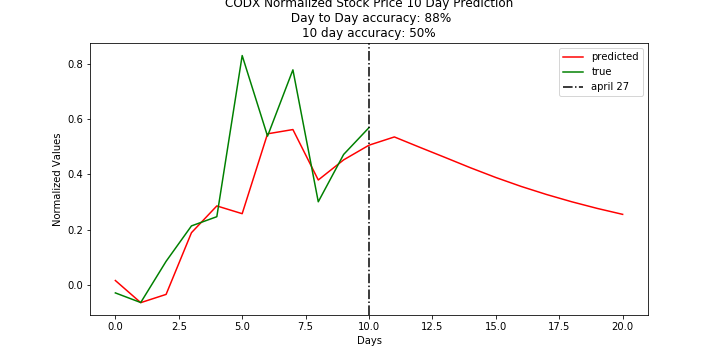 CODX Normalized Stock Price 10 Day Prediction
Day to Day accuracy: 88%
10 day accuracy: 50%
predicted
true
april 27
Normalized Values
0.8
0.6
0.4
0.2
0.0
0.0 2.5 5.0 7.5 10.0 12.5 15.0 17.5 20.0
Days